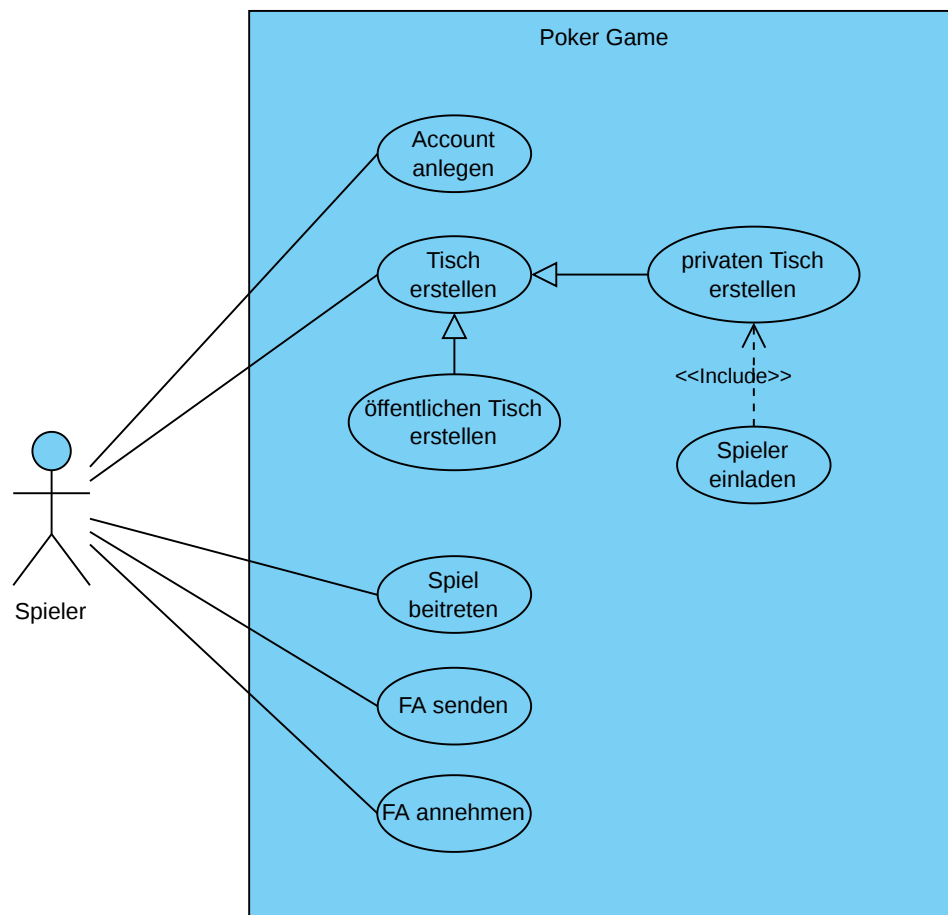 Poker Game
Account
anlegen
Tisch
erstellen
privaten Tisch
erstellen
<<Include>>
öffentlichen Tisch
erstellen
Spieler
einladen
Spieler
Spiel
beitreten
FA senden
FA annehmen